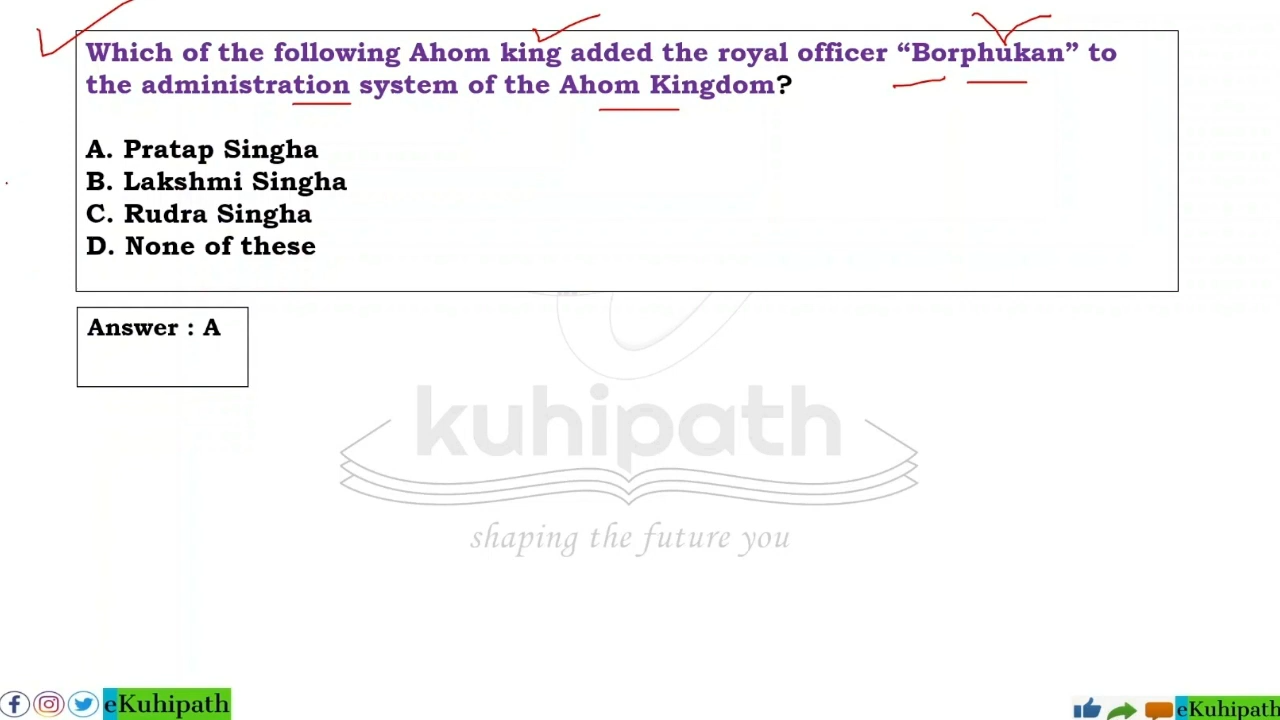 Which of the following Ahom king added the royal officer “Borphukan” to
the administration system of the Ahom Kingdom?
A. Pratap Singha
B. Lakshmi Singha
C. Rudra Singha
D. None of these
Answer : A
kuhipath
shaping the future you
eKuhipath
eKuhipath